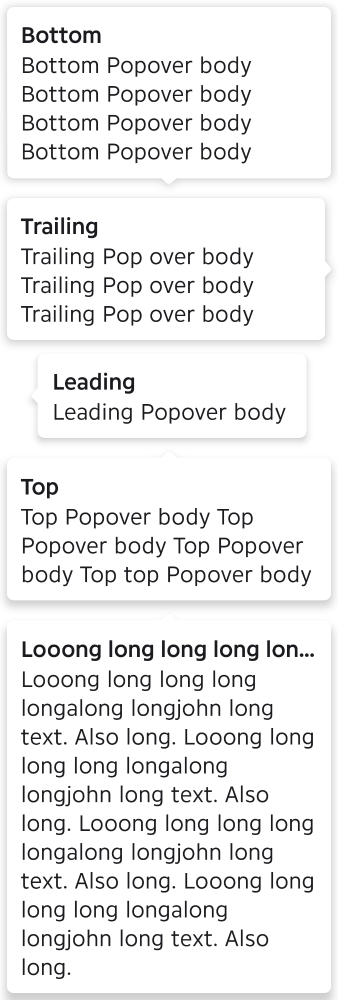 Bottom
Bottom Popover body
Bottom Popover body
Bottom Popover body
Bottom Popover body
Trailing
Trailing Pop over body
Trailing Pop over body
Trailing Pop over body
Leading
Leading Popover body
Top
Top Popover body Top
Popover body Top Popover
body Top top Popover body
Looong long long long lon...
Looong long long long
longalong longjohn long
text. Also long. Looong long
long long longalong
longjohn long text. Also
long. Looong long long long
longalong longjohn long
text. Also long. Looong long
long long longalong
longjohn long text. Also
long.